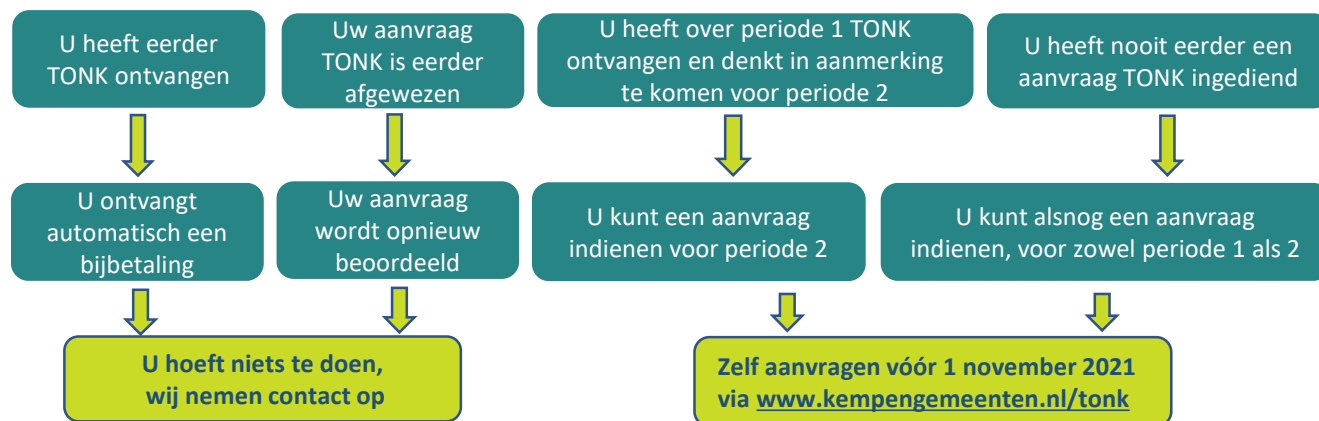 U heeft eerder
TONK ontvangen
Uw aanvraag
TONK is eerder
afgewezen
U heeft over periode 1 TONK
ontvangen en denkt in aanmerking
te komen voor periode 2
U heeft nooit eerder een
aanvraag TONK ingediend
U ontvangt
automatisch een
bijbetaling
Uw aanvraag
wordt opnieuw
beoordeeld
U kunt een aanvraag
indienen voor periode 2
U kunt alsnog een aanvraag
indienen, voor zowel periode 1 als 2
U hoeft niets te doen,
wij nemen contact op
Zelf aanvragen vóór 1 november 2021
via www.kempengemeenten.nl/tonk